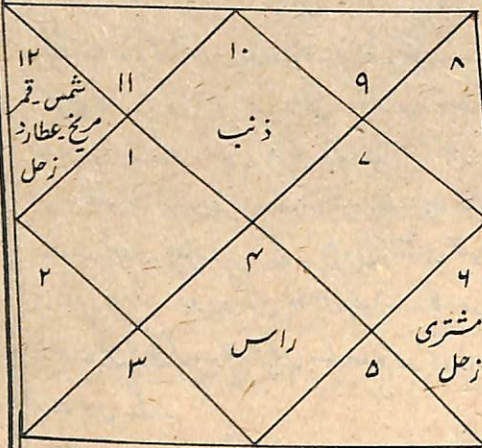 ۸
۹
۱۰
۱۱
۱۲
شمس۔قمر
مریخ۔عطارد
زحل
ذنب
۱
۷
۲
۴
راس
۶
مشتری
زحل
۳
۵